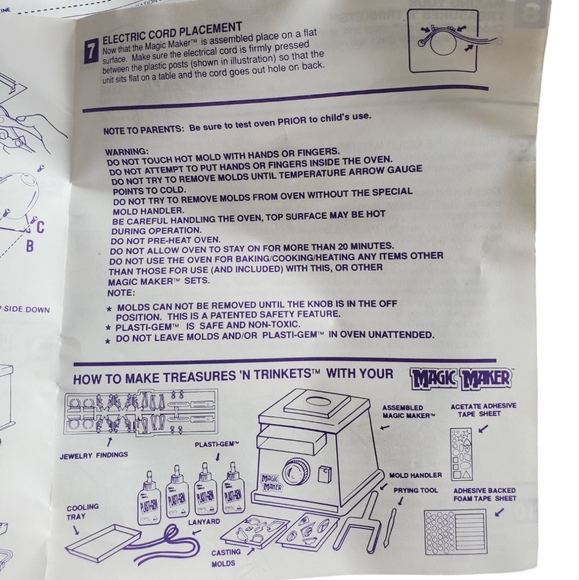 7 ELECTRIC CORD PLACEMENT
Now that the Magic Maker™ is assembled place on a flat
surface. Make sure the electrical cord is firmly pressed
between the plastic posts (shown in illustration) so that the
unit sits flat on a table and the cord goes out hole on back.
NOTE TO PARENTS: Be sure to test oven PRIOR to child's use.
WARNING:
DO NOT TOUCH HOT MOLD WITH HANDS OR FINGERS.
DO NOT ATTEMPT TO PUT HANDS OR FINGERS INSIDE THE OVEN.
DO NOT TRY TO REMOVE MOLDS UNTIL TEMPERATURE ARROW GAUGE
POINTS TO COLD.
DO NOT TRY TO REMOVE MOLDS FROM OVEN WITHOUT THE SPECIAL
MOLD HANDLER.
BE CAREFUL HANDLING THE OVEN, TOP SURFACE MAY BE HOT
DURING OPERATION.
DO NOT PRE-HEAT OVEN.
DO NOT ALLOW OVEN TO STAY ON FOR MORE THAN 20 MINUTES.
DO NOT USE THE OVEN FOR BAKING/COOKING/HEATING ANY ITEMS OTHER
THAN THOSE FOR USE (AND INCLUDED) WITH THIS, OR OTHER
MAGIC MAKER™ SETS.
NOTE:
* MOLDS CAN NOT BE REMOVED UNTIL THE KNOB IS IN THE OFF
POSITION. THIS IS A PATENTED SAFETY FEATURE.
* PLASTI-GEM™ IS SAFE AND NON-TOXIC.
* DO NOT LEAVE MOLDS AND/OR PLASTI-GEM™ IN OVEN UNATTENDED.
C
B
SIDE DOWN
HOW TO MAKE TREASURES 'N TRINKETS™ WITH YOUR MAGIC MAKER™
JEWELRY FINDINGS
PLASTI-GEM™
ASSEMBLED
MAGIC MAKER™
ACETATE ADHESIVE
TAPE SHEET
MAGIC
MAKER
PLASTI-GEM
PLASTI-GEM
PLASTI-GEM
PLASTI-GEM
MOLD HANDLER
PRYING TOOL
ADHESIVE BACKED
FOAM TAPE SHEET
COOLING
TRAY
LANYARD
CASTING
MOLDS